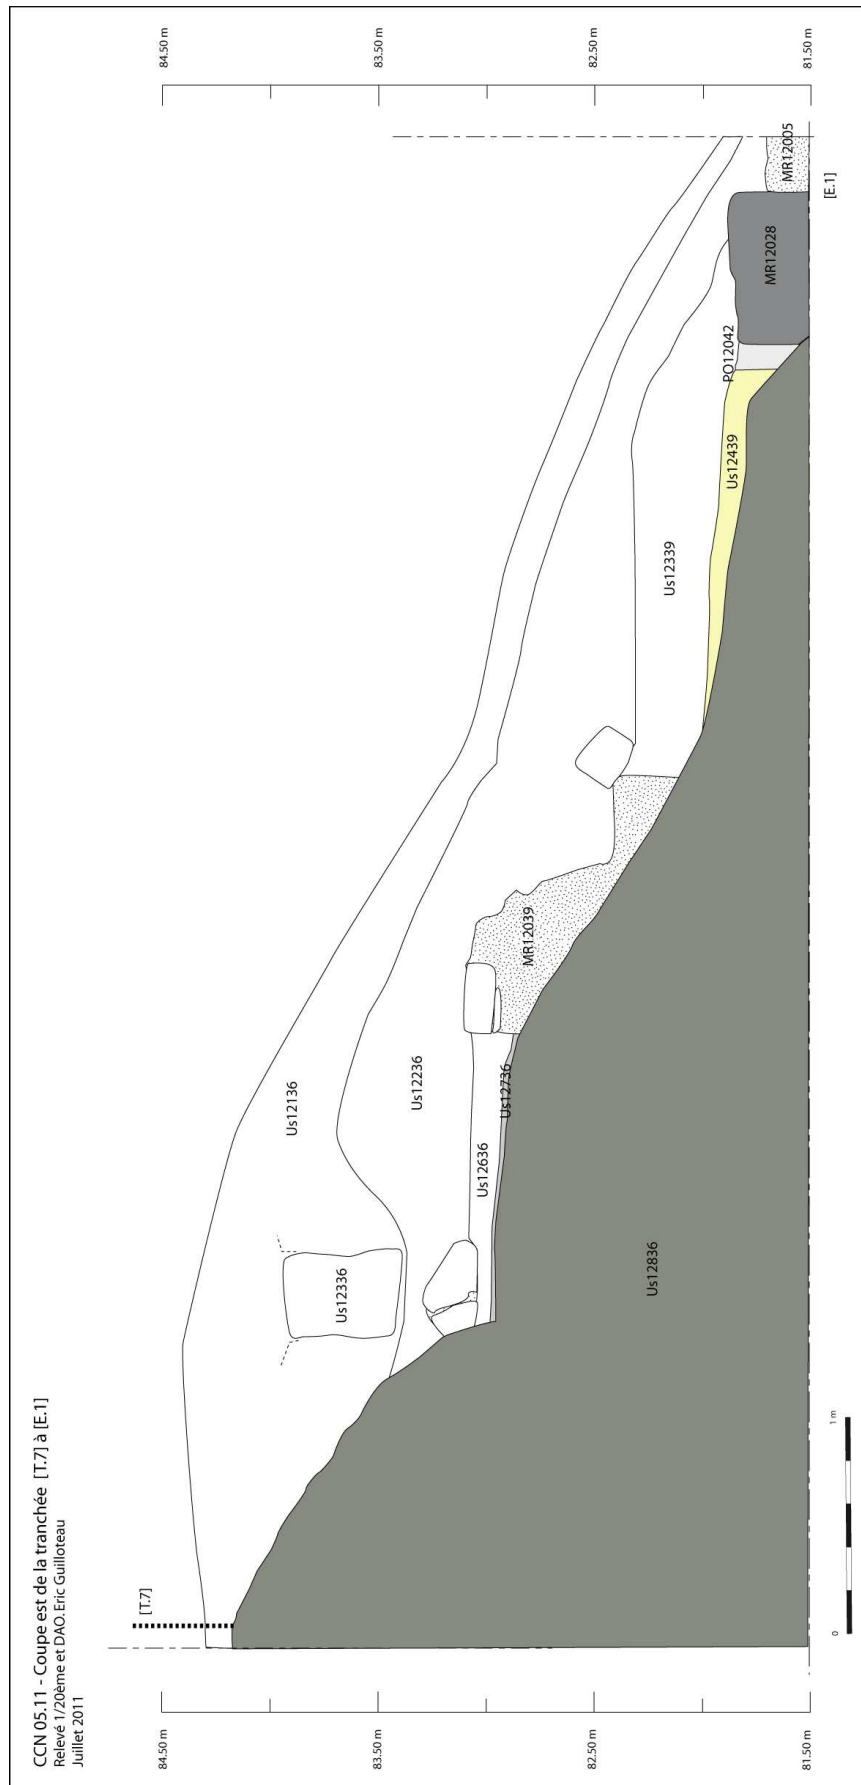 CCN 05.11 - Coupe est de la tranchée [T.7] à [E.1]
Relevé 1/20ème et DAO. Eric Guilloteau
Juillet 2011
84.50 m
84.50 m
83.50 m
83.50 m
82.50 m
82.50 m
81.50 m
81.50 m
[T.7]
Us12136
Us12336
Us12236
Us12636
Us12736
MR12039
Us12339
Us12439
PO12042
MR12028
MR12005
[E.1]
Us12836
0
1 m